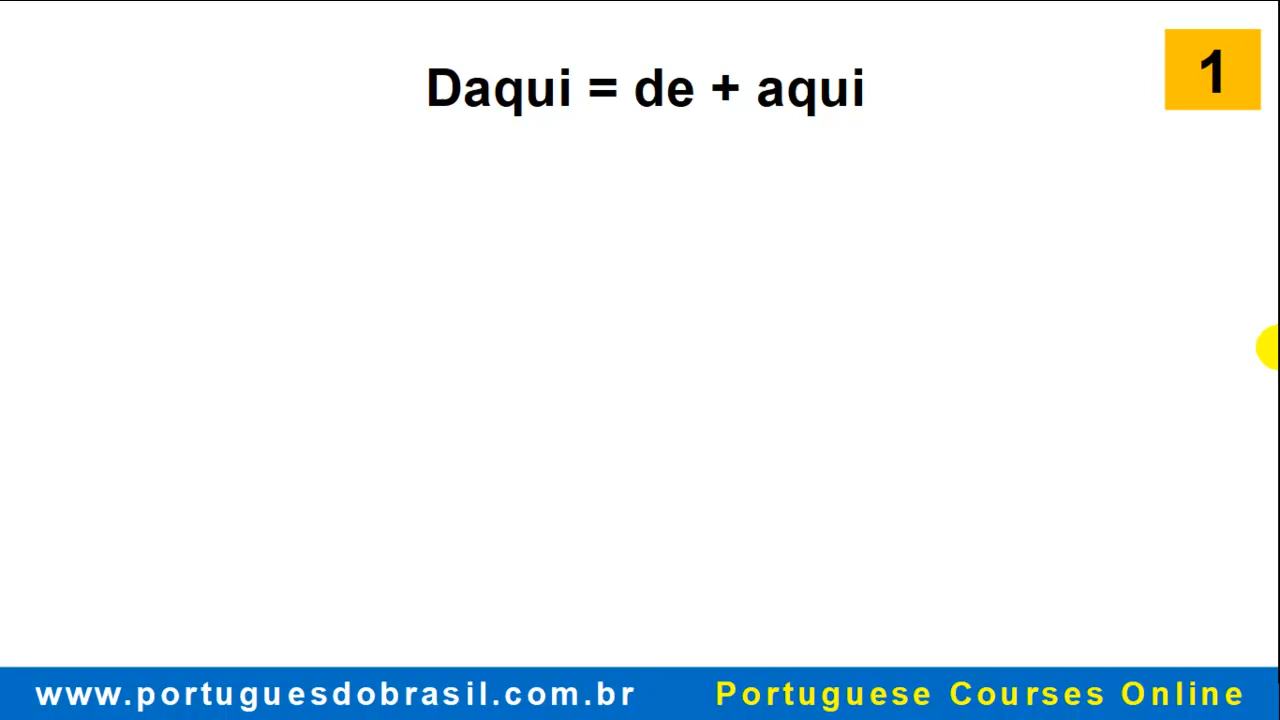 Daqui = de + aqui
1
www.portuguesdobrasil.com.br
Portuguese Courses Online